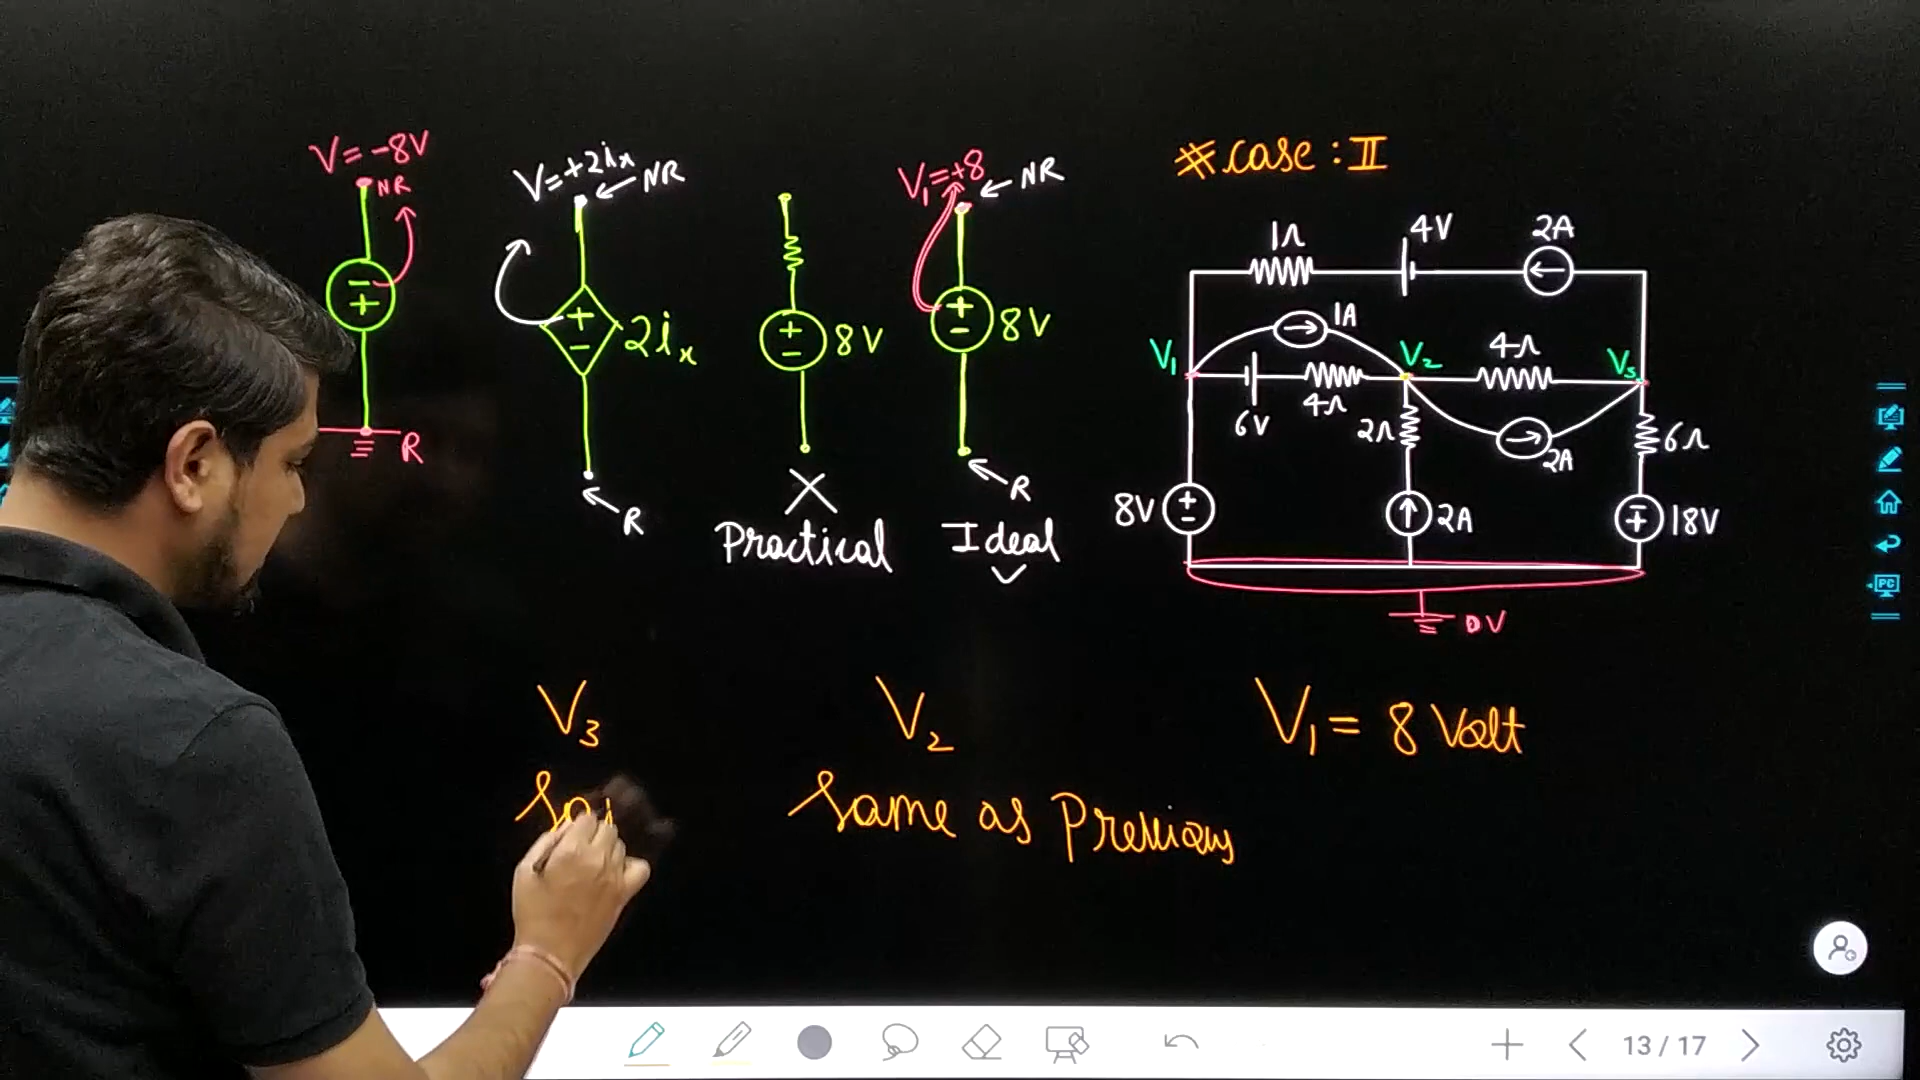 V=-8V
NR
R
V=+2ix
NR
2ix
R
8V
Practical
V1=+8
NR
8V
R
Ideal
* case : II
1Ω
4V
2A
1A
V1
V2
4Ω
V3
6V
4Ω
2Ω
2A
6Ω
8V
2A
18V
0V
V3
V2
Same as Previous
V1 = 8 Volt
13 / 17
PC